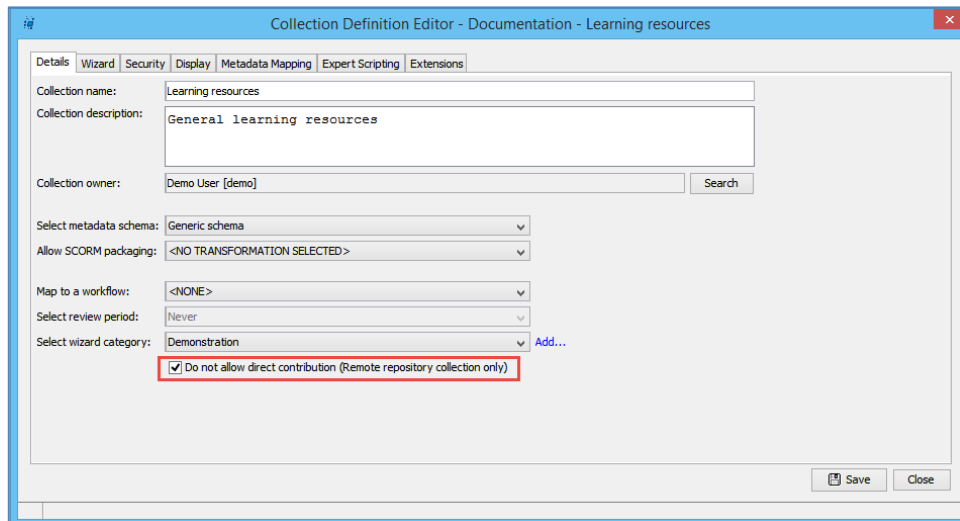 Collection Definition Editor - Documentation - Learning resources
Details Wizard Security Display Metadata Mapping Expert Scripting Extensions
Collection name: Learning resources
Collection description: General learning resources
Collection owner: Demo User [demo] Search
Select metadata schema: Generic schema
Allow SCORM packaging: <NO TRANSFORMATION SELECTED>
Map to a workflow: <NONE>
Select review period: Never
Select wizard category: Demonstration Add...
Do not allow direct contribution (Remote repository collection only)
Save Close